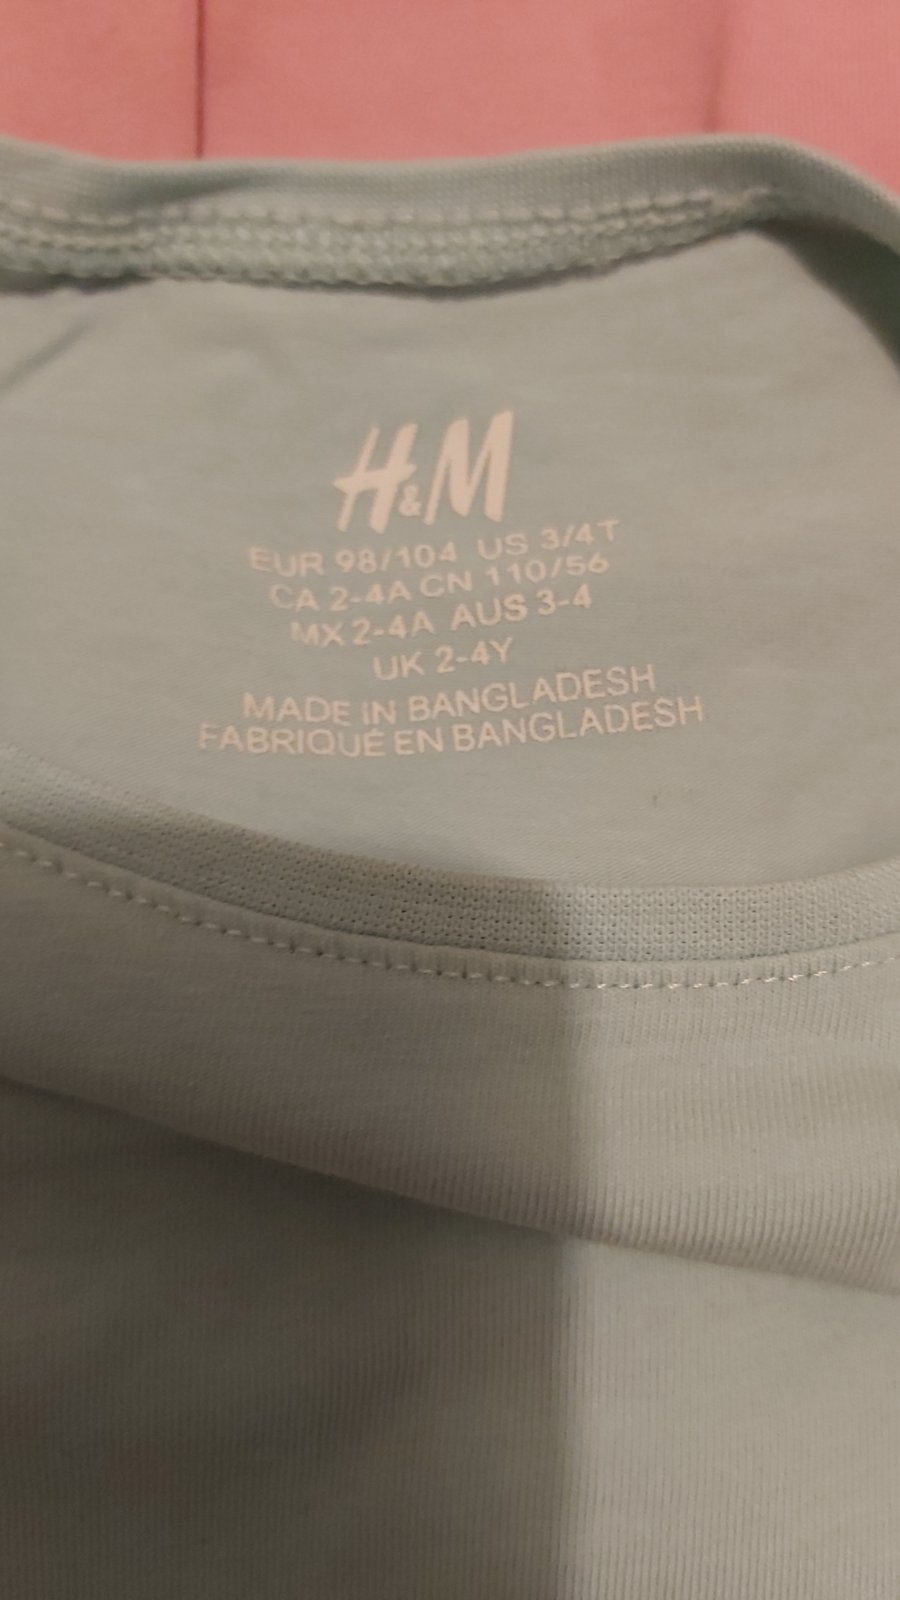 H&M
EUR 98/104 US 3/4T
CA 2-4A CN 110/56
MX 2-4A AUS 3-4
UK 2-4Y
MADE IN BANGLADESH
FABRIQUÉ EN BANGLADESH